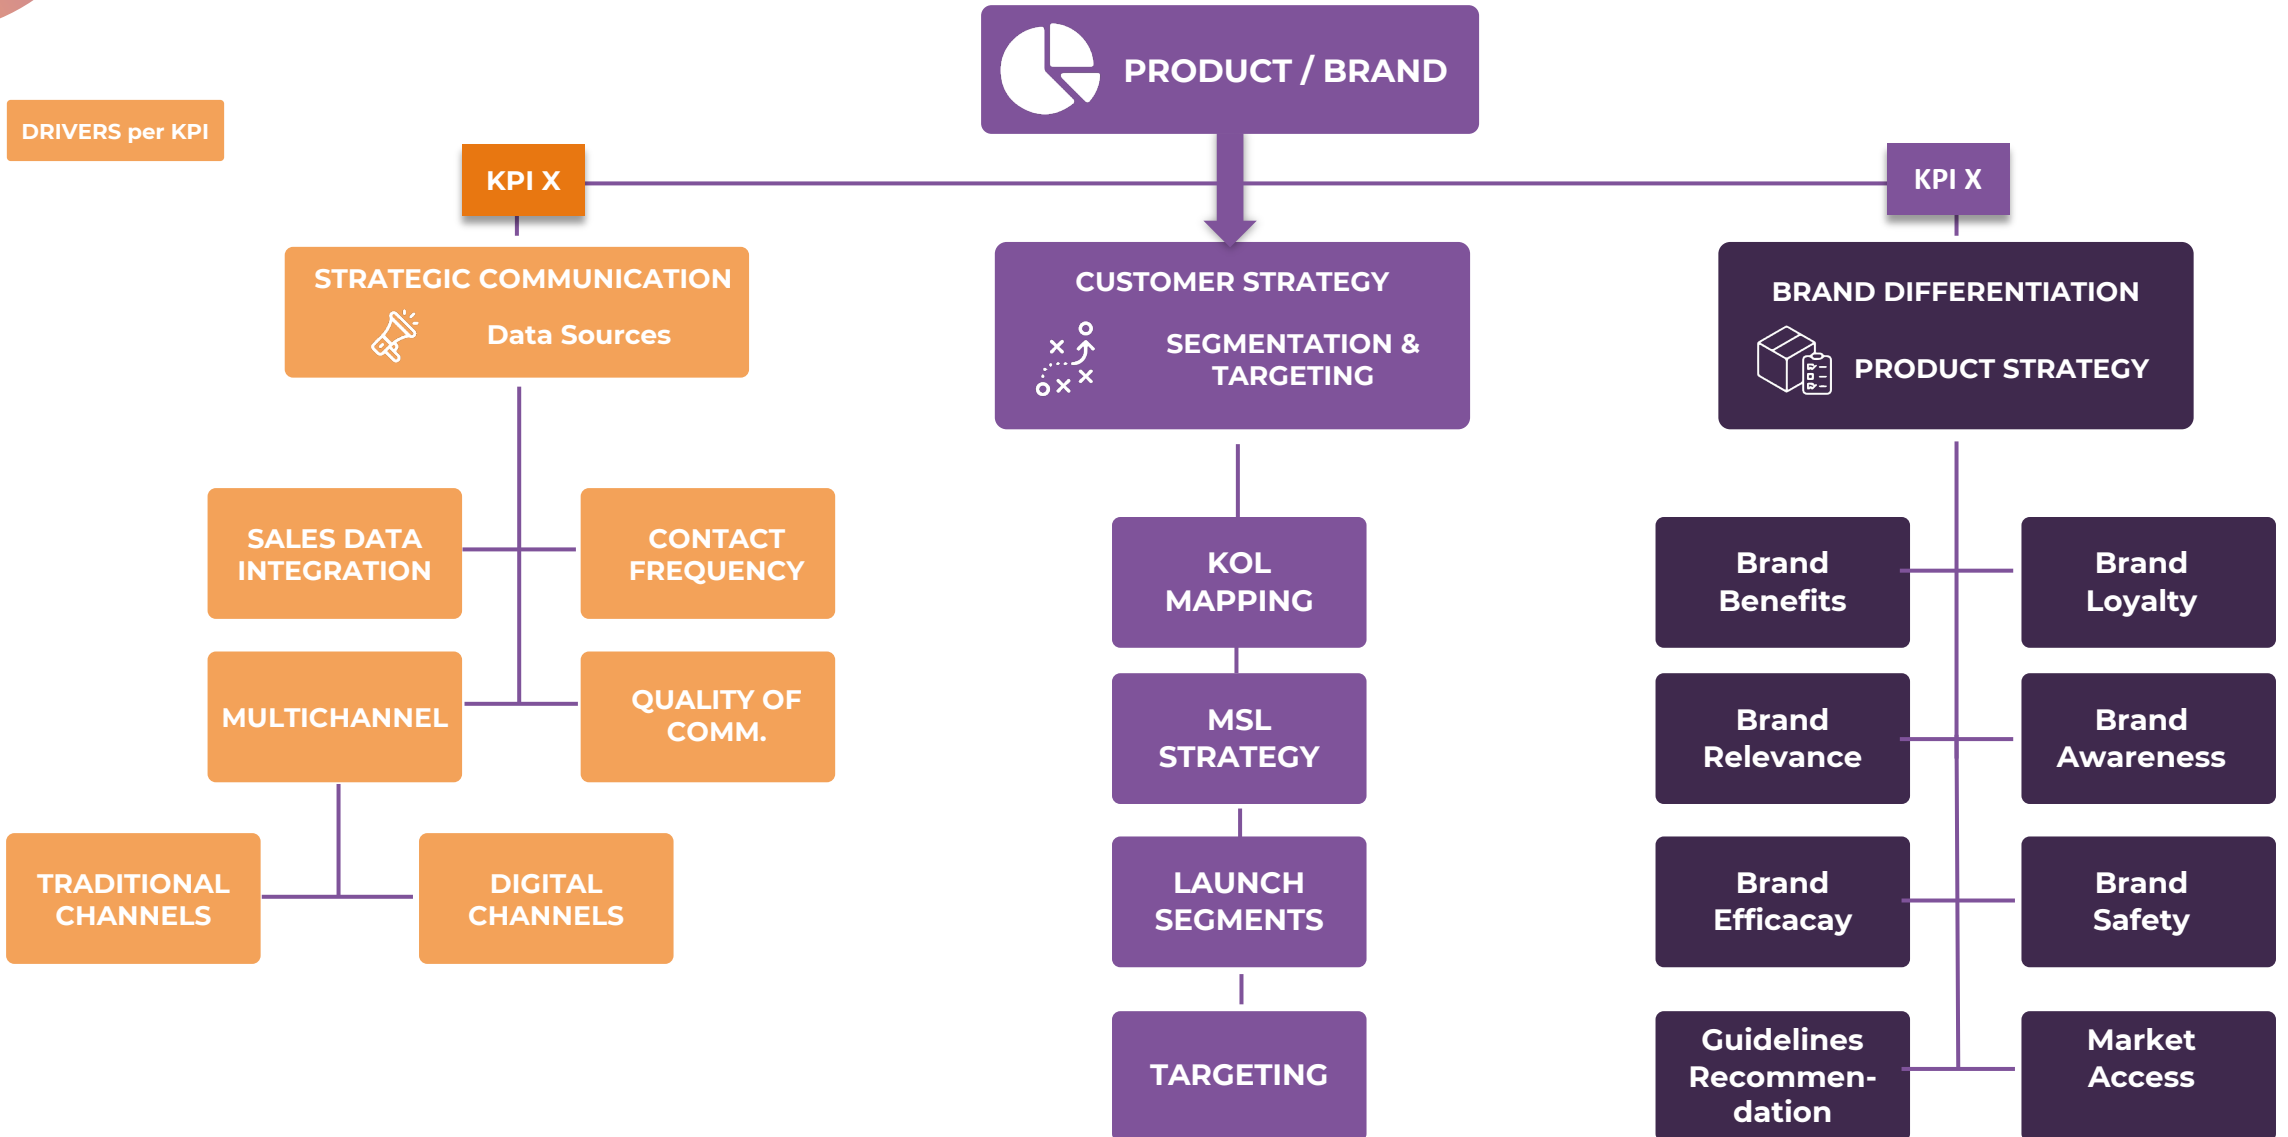 PRODUCT / BRAND
DRIVERS per KPI
KPI X
KPI X
STRATEGIC COMMUNICATION
Data Sources
CUSTOMER STRATEGY
SEGMENTATION &
TARGETING
BRAND DIFFERENTIATION
PRODUCT STRATEGY
SALES DATA
INTEGRATION
CONTACT
FREQUENCY
MULTICHANNEL
QUALITY OF
COMM.
TRADITIONAL
CHANNELS
DIGITAL
CHANNELS
KOL
MAPPING
MSL
STRATEGY
LAUNCH
SEGMENTS
TARGETING
Brand
Benefits
Brand
Loyalty
Brand
Relevance
Brand
Awareness
Brand
Efficacay
Brand
Safety
Guidelines
Recommen-
dation
Market
Access